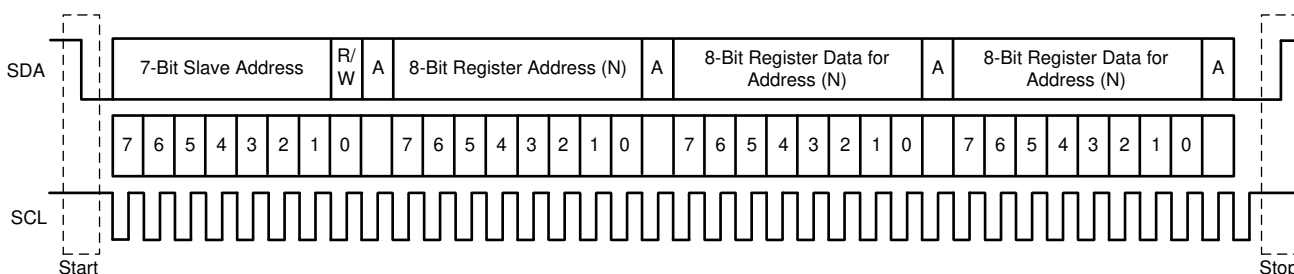 SDA
7-Bit Slave Address
R/
W
A
8-Bit Register Address (N)
A
8-Bit Register Data for
Address (N)
A
8-Bit Register Data for
Address (N)
A
7 6 5 4 3 2 1 0 7 6 5 4 3 2 1 0 7 6 5 4 3 2 1 0 7 6 5 4 3 2 1 0
SCL
Start
Stop